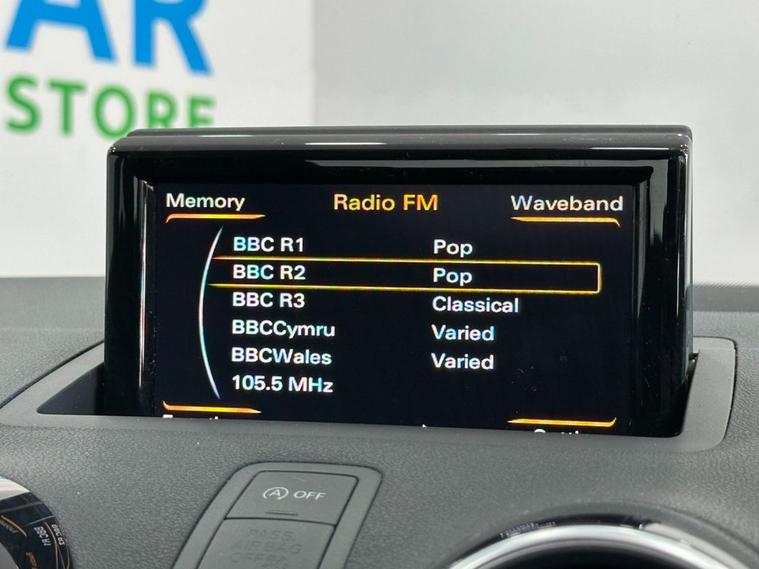 AR
STORE
Memory Radio FM Waveband
BBC R1 Pop
BBC R2 Pop
BBC R3 Classical
BBCCymru Varied
BBCWales Varied
105.5 MHz
A OFF